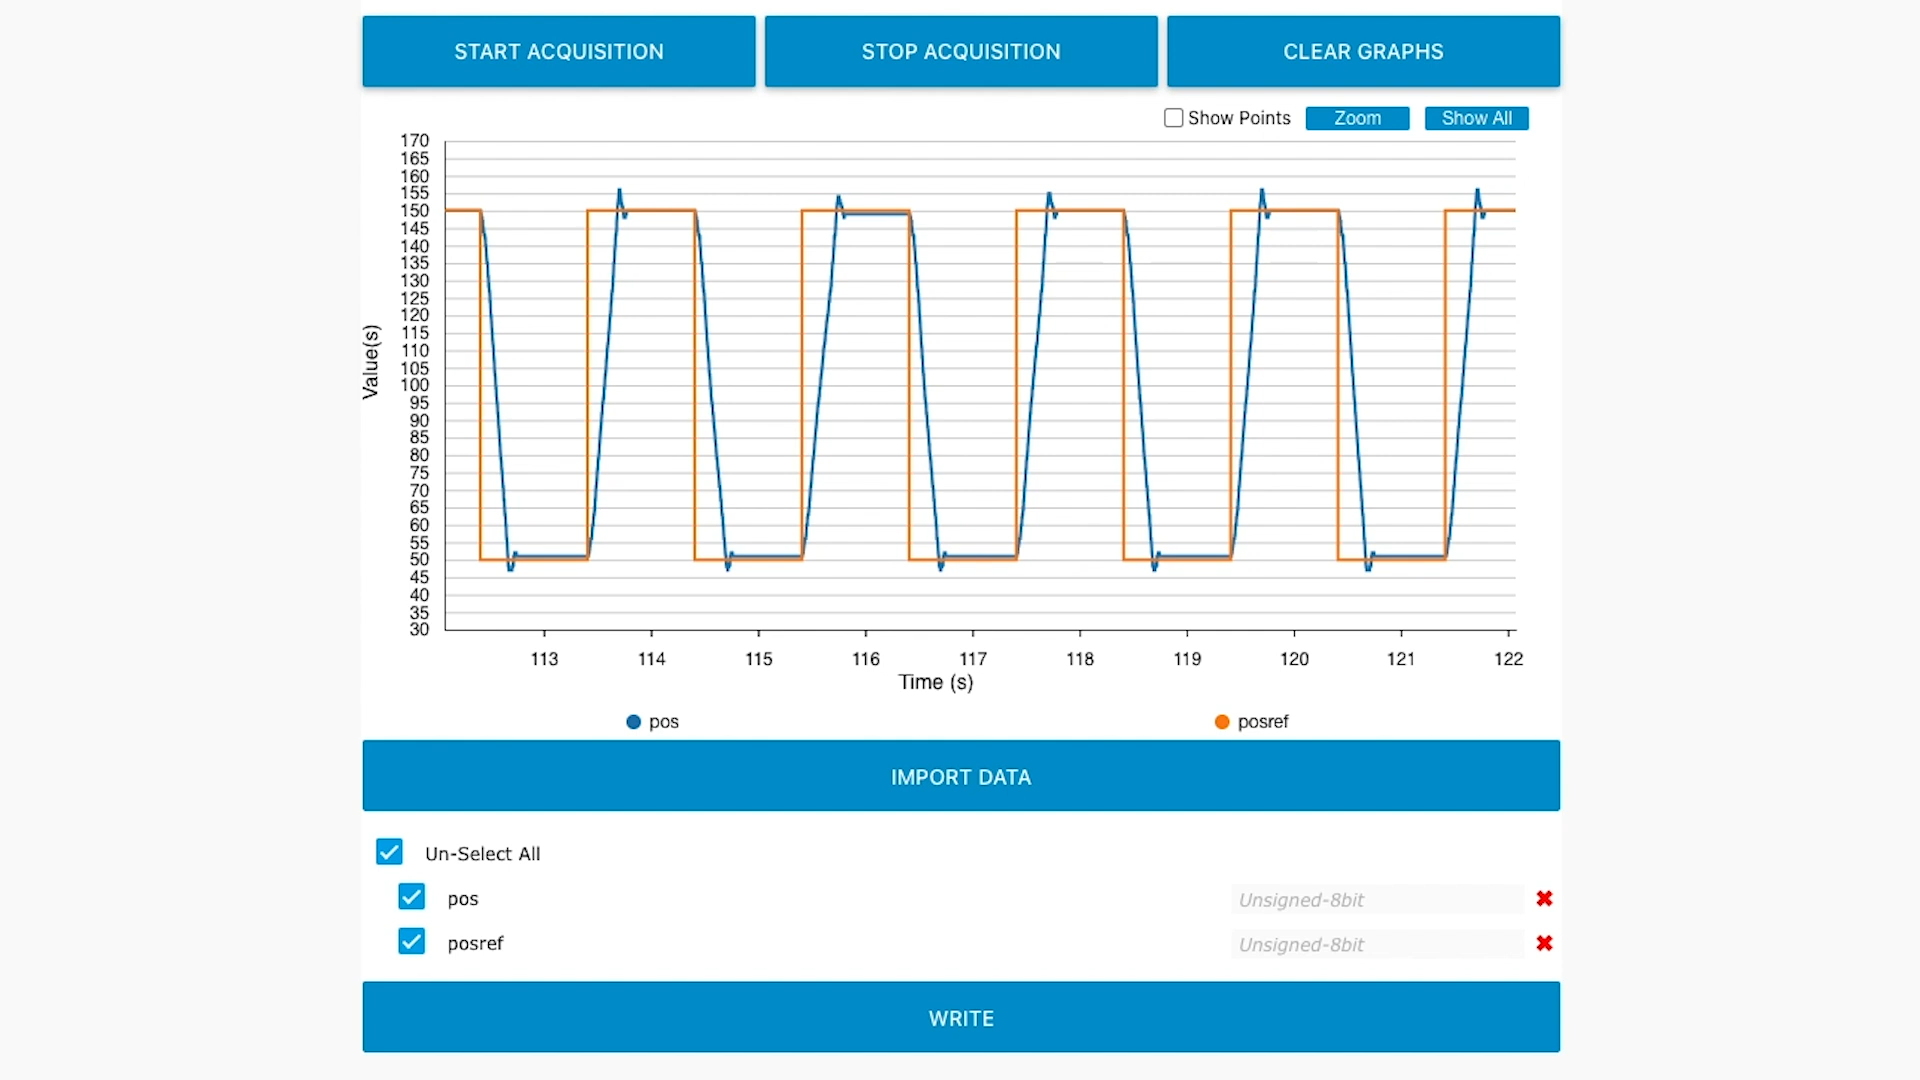 START ACQUISITION
STOP ACQUISITION
CLEAR GRAPHS
Show Points
Zoom
Show All
170
165
160
155
150
145
140
135
130
125
120
115
110
105
100
95
90
85
80
75
70
65
60
55
50
45
40
35
30
Value(s)
113
114
115
116
117
118
119
120
121
122
Time (s)
pos
posref
IMPORT DATA
Un-Select All
pos
Unsigned-8bit
posref
Unsigned-8bit
WRITE